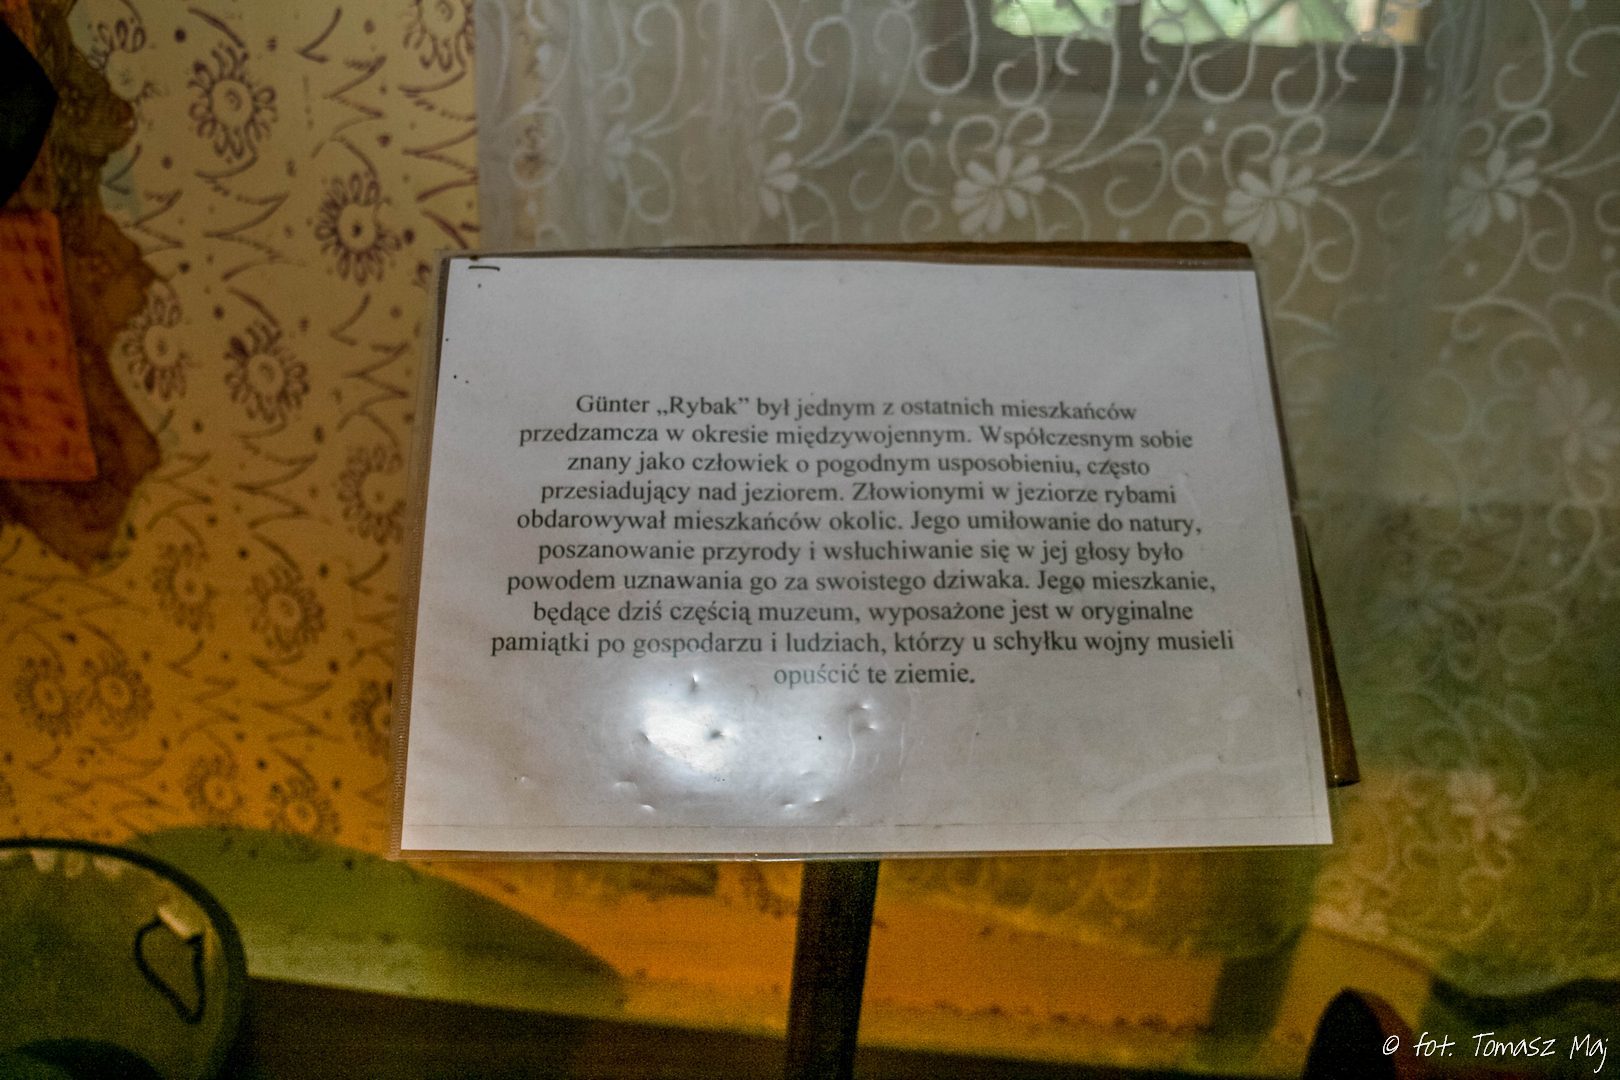 Günter „Rybak” był jednym z ostatnich mieszkańców
przedzamcza w okresie międzywojennym. Współczesnym sobie
znany jako człowiek o pogodnym usposobieniu, często
przesiadujący nad jeziorem. Złowionymi w jeziorze rybami
obdarowywał mieszkańców okolic. Jego umiłowanie do natury,
poszanowanie przyrody i wsłuchiwanie się w jej głosy było
powodem uznawania go za swoistego dziwaka. Jego mieszkanie,
będące dziś częścią muzeum, wyposażone jest w oryginalne
pamiątki po gospodarzu i ludziach, którzy u schyłku wojny musieli
opuścić te ziemie.
© fot. Tomasz Maj